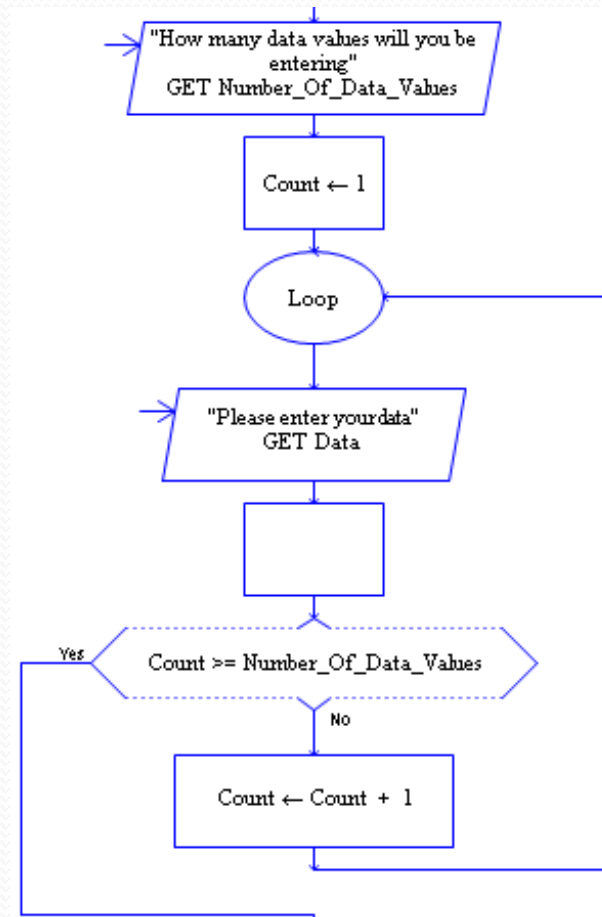 "How many data values will you be
entering"
GET Number_Of_Data_Values
Count ← 1
Loop
"Please enter yourdata"
GET Data
Yes
Count >= Number_Of_Data_Values
No
Count ← Count + 1